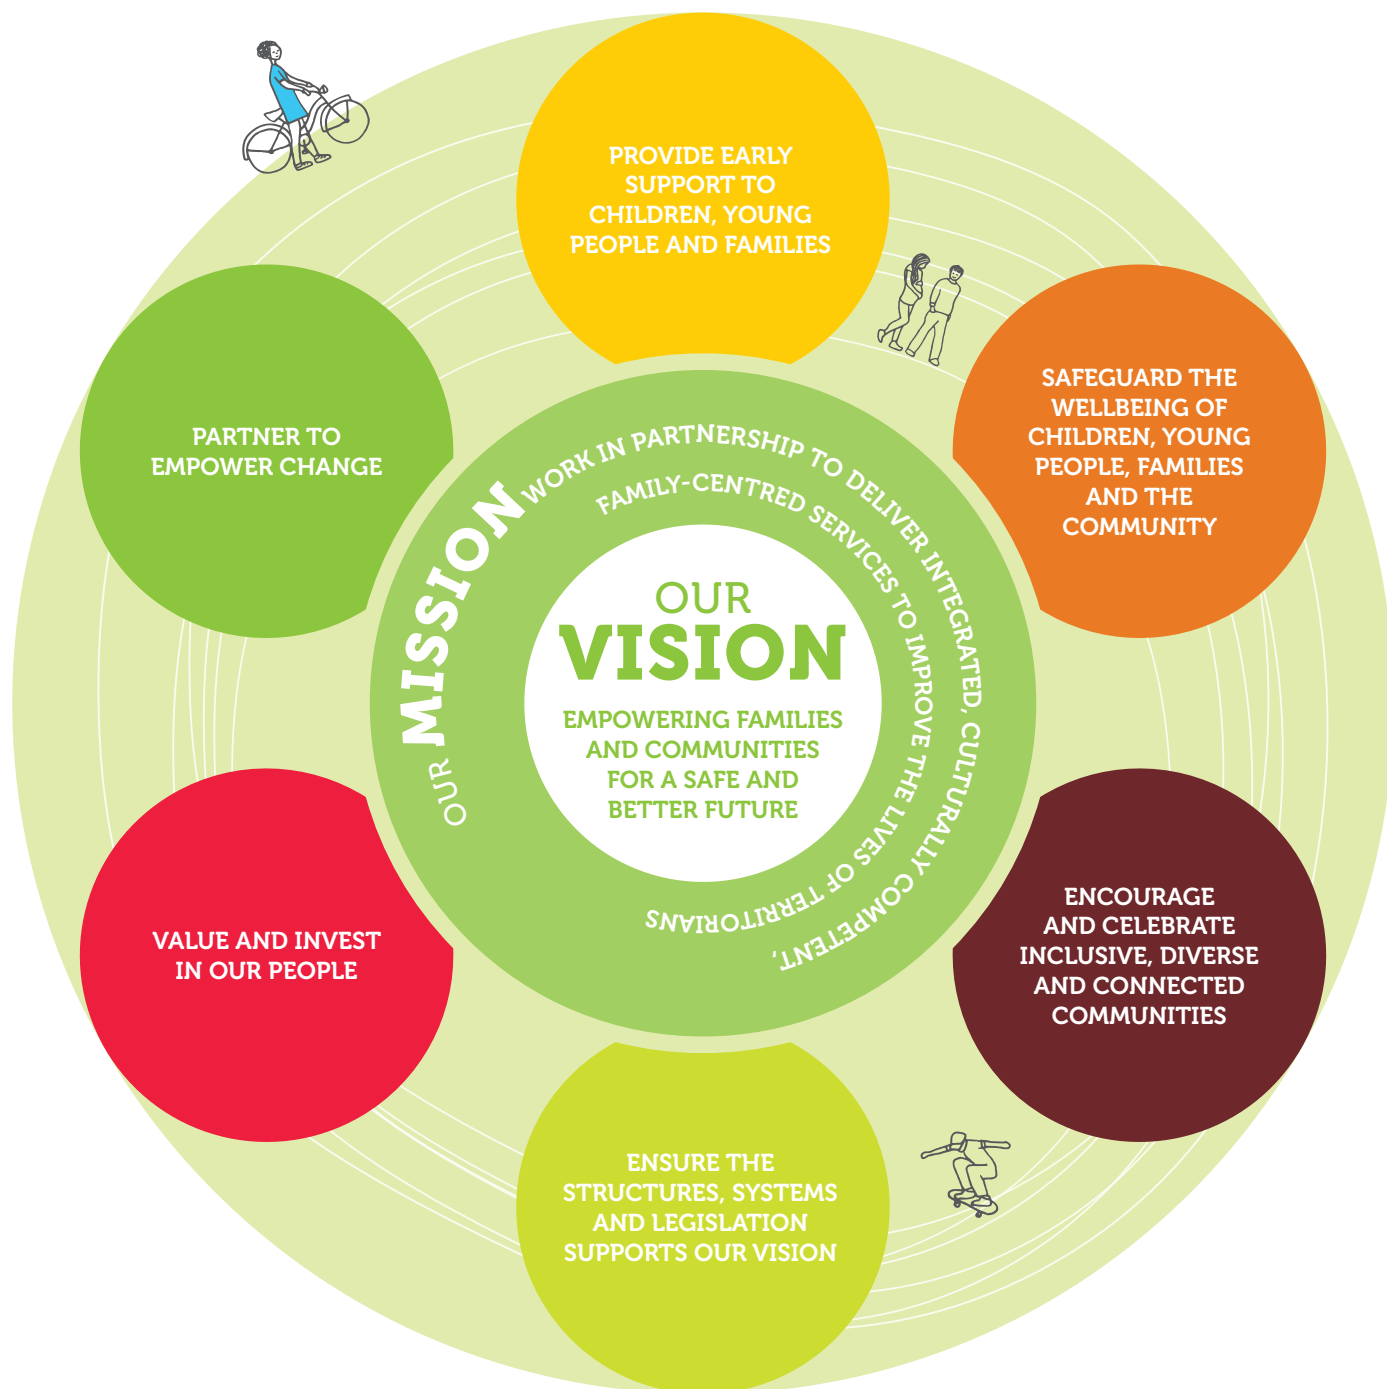 PROVIDE EARLY
SUPPORT TO
CHILDREN, YOUNG
PEOPLE AND FAMILIES
SAFEGUARD THE
WELLBEING OF
CHILDREN, YOUNG
PEOPLE, FAMILIES
AND THE
COMMUNITY
ENCOURAGE
AND CELEBRATE
INCLUSIVE, DIVERSE
AND CONNECTED
COMMUNITIES
ENSURE THE
STRUCTURES, SYSTEMS
AND LEGISLATION
SUPPORTS OUR VISION
VALUE AND INVEST
IN OUR PEOPLE
PARTNER TO
EMPOWER CHANGE
OUR MISSION WORK IN PARTNERSHIP TO DELIVER INTEGRATED, CULTURALLY COMPETENT,
FAMILY-CENTRED SERVICES TO IMPROVE THE LIVES OF TERRITORIANS
OUR
VISION
EMPOWERING FAMILIES
AND COMMUNITIES
FOR A SAFE AND
BETTER FUTURE